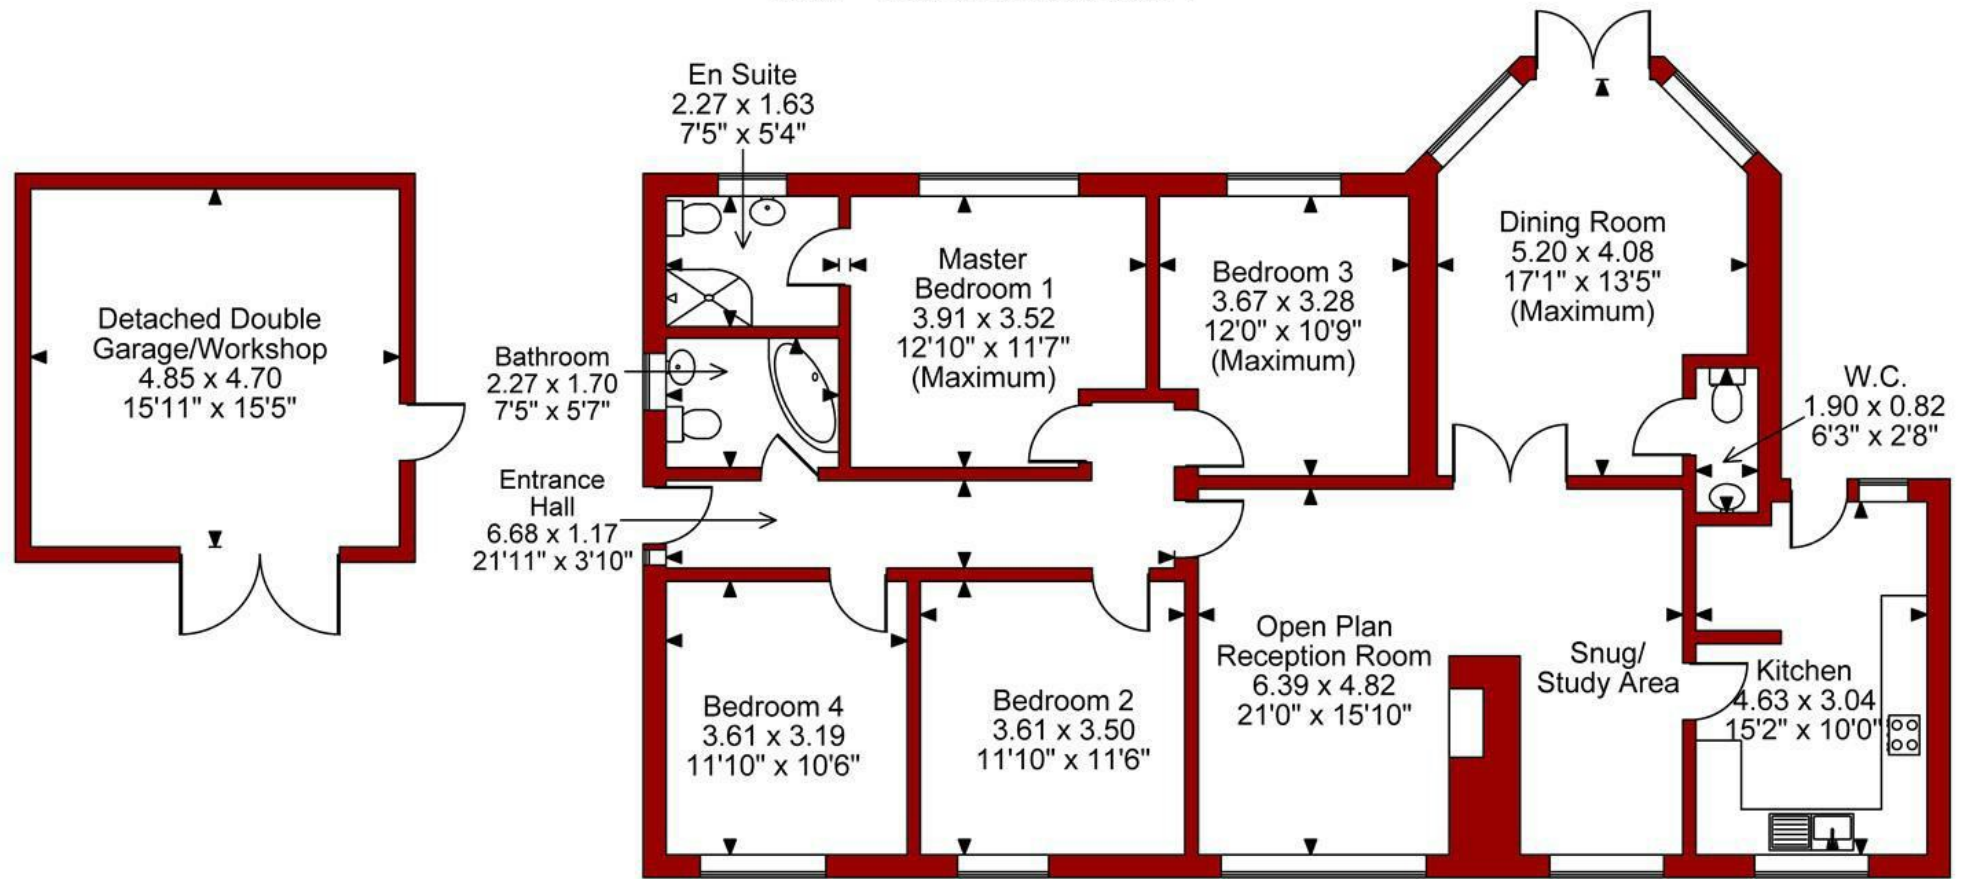 En Suite
2.27 x 1.63
7'5" x 5'4"
Detached Double
Garage/Workshop
4.85 x 4.70
15'11" x 15'5"
Bathroom
2.27 x 1.70
7'5" x 5'7"
Master
Bedroom 1
3.91 x 3.52
12'10" x 11'7"
(Maximum)
Bedroom 3
3.67 x 3.28
12'0" x 10'9"
(Maximum)
Dining Room
5.20 x 4.08
17'1" x 13'5"
(Maximum)
W.C.
1.90 x 0.82
6'3" x 2'8"
Entrance
Hall
6.68 x 1.17
21'11" x 3'10"
Bedroom 4
3.61 x 3.19
11'10" x 10'6"
Bedroom 2
3.61 x 3.50
11'10" x 11'6"
Open Plan
Reception Room
6.39 x 4.82
21'0" x 15'10"
Snug/
Study Area
Kitchen
4.63 x 3.04
15'2" x 10'0"